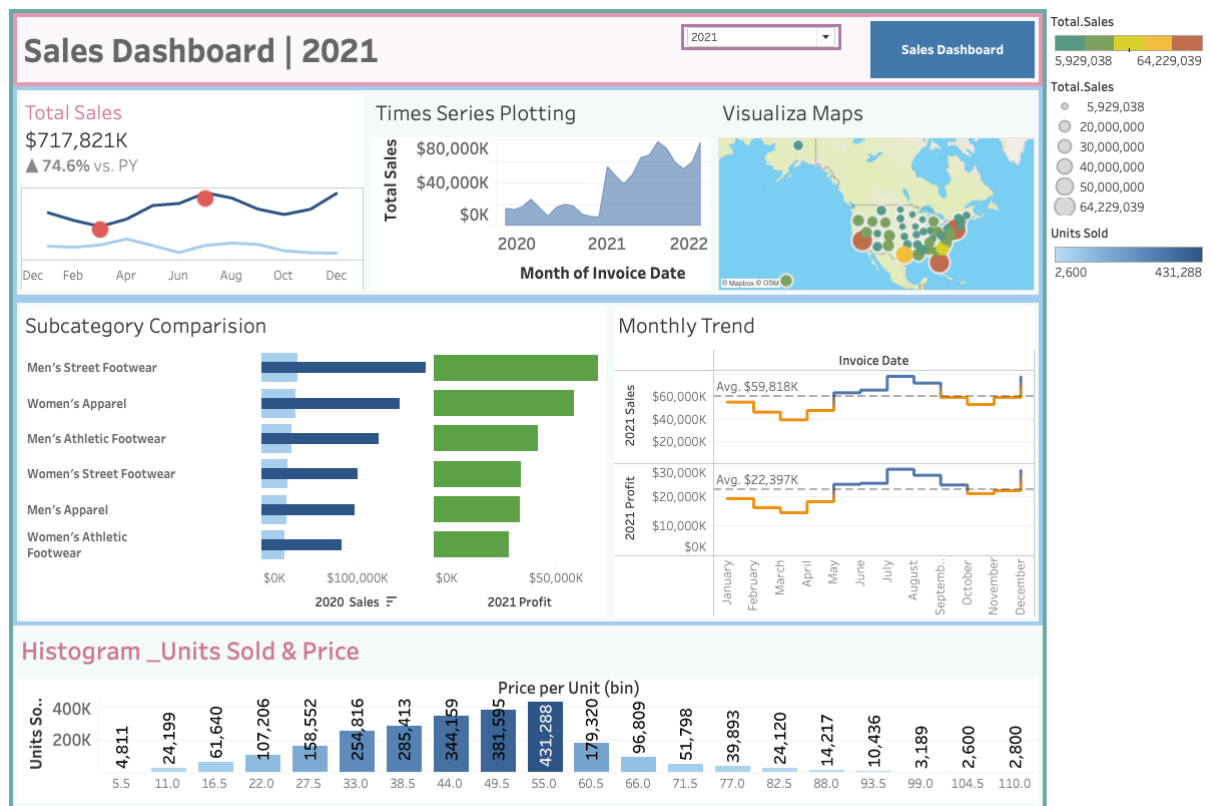 Sales Dashboard | 2021
2021
Sales Dashboard
Total.Sales
5,929,038 64,229,039
Total.Sales
5,929,038
20,000,000
30,000,000
40,000,000
50,000,000
64,229,039
Units Sold
2,600 431,288
Total Sales
$717,821K
▲ 74.6% vs. PY
Dec Feb Apr Jun Aug Oct Dec
Times Series Plotting
Total Sales
$80,000K
$40,000K
$0K
2020 2021 2022
Month of Invoice Date
Visualiza Maps
© Mapbox © OSM
Subcategory Comparision
Men's Street Footwear
Women's Apparel
Men's Athletic Footwear
Women's Street Footwear
Men's Apparel
Women's Athletic
Footwear
$0K $100,000K $0K $50,000K
2020 Sales 2021 Profit
Monthly Trend
Invoice Date
2021 Sales
Avg. $59,818K
$60,000K
$40,000K
$20,000K
2021 Profit
$30,000K
Avg. $22,397K
$20,000K
$10,000K
$0K
January
February
March
April
May
June
July
August
Septemb..
October
November
December
Histogram _Units Sold & Price
Price per Unit (bin)
Units So..
400K
200K
4,811 24,199 61,640 107,206 158,552 254,816 285,413 344,159 381,595 431,288 179,320 96,809 51,798 39,893 24,120 14,217 10,436 3,189 2,600 2,800
5.5 11.0 16.5 22.0 27.5 33.0 38.5 44.0 49.5 55.0 60.5 66.0 71.5 77.0 82.5 88.0 93.5 99.0 104.5 110.0